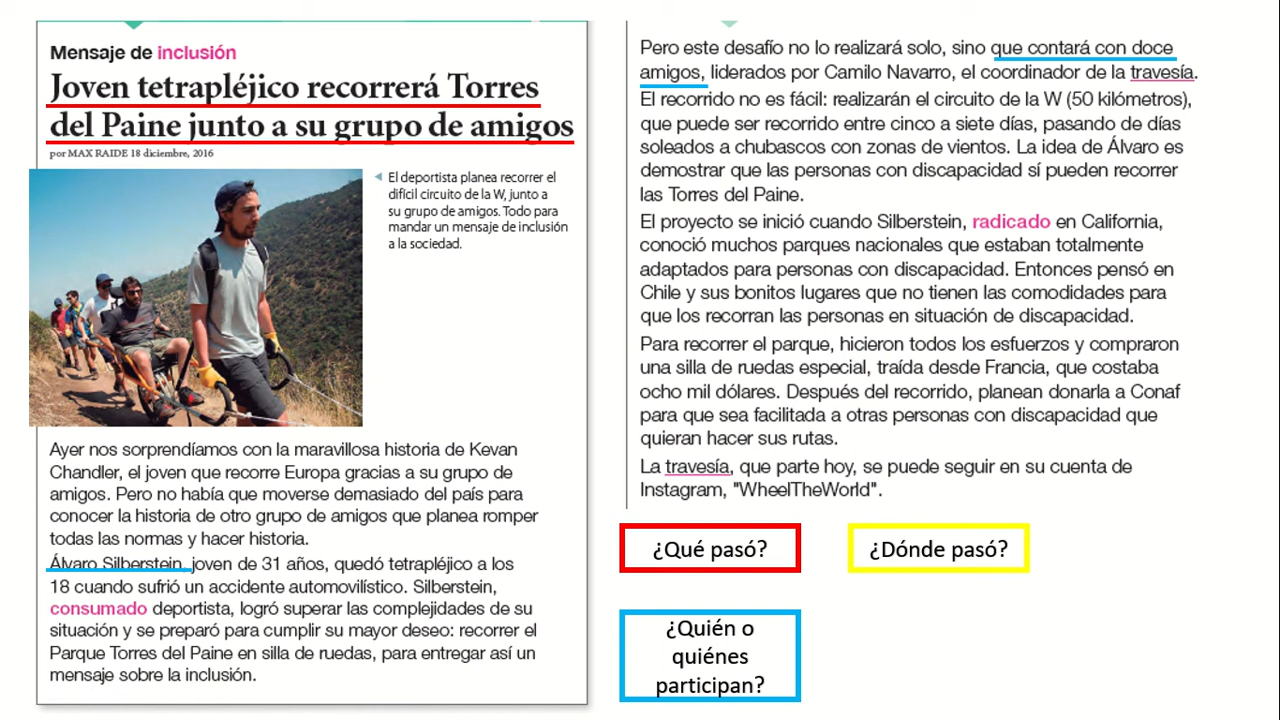 Mensaje de inclusión
Joven tetrapléjico recorrerá Torres
del Paine junto a su grupo de amigos
por MAX RAIDE 18 diciembre, 2016
El deportista planea recorrer el
difícil circuito de la W, junto a
su grupo de amigos. Todo para
mandar un mensaje de inclusión
a la sociedad.
Ayer nos sorprendíamos con la maravillosa historia de Kevan
Chandler, el joven que recorre Europa gracias a su grupo de
amigos. Pero no había que moverse demasiado del país para
conocer la historia de otro grupo de amigos que planea romper
todas las normas y hacer historia.
Álvaro Silberstein, joven de 31 años, quedó tetrapléjico a los
18 cuando sufrió un accidente automovilístico. Silberstein,
consumado deportista, logró superar las complejidades de su
situación y se preparó para cumplir su mayor deseo: recorrer el
Parque Torres del Paine en silla de ruedas, para entregar así un
mensaje sobre la inclusión.
Pero este desafío no lo realizará solo, sino que contará con doce
amigos, liderados por Camilo Navarro, el coordinador de la travesía.
El recorrido no es fácil: realizarán el circuito de la W (50 kilómetros),
que puede ser recorrido entre cinco a siete días, pasando de días
soleados a chubascos con zonas de vientos. La idea de Álvaro es
demostrar que las personas con discapacidad sí pueden recorrer
las Torres del Paine.
El proyecto se inició cuando Silberstein, radicado en California,
conoció muchos parques nacionales que estaban totalmente
adaptados para personas con discapacidad. Entonces pensó en
Chile y sus bonitos lugares que no tienen las comodidades para
que los recorran las personas en situación de discapacidad.
Para recorrer el parque, hicieron todos los esfuerzos y compraron
una silla de ruedas especial, traída desde Francia, que costaba
ocho mil dólares. Después del recorrido, planean donarla a Conaf
para que sea facilitada a otras personas con discapacidad que
quieran hacer sus rutas.
La travesía, que parte hoy, se puede seguir en su cuenta de
Instagram, "WheelTheWorld".
¿Qué pasó?
¿Dónde pasó?
¿Quién o
quiénes
participan?